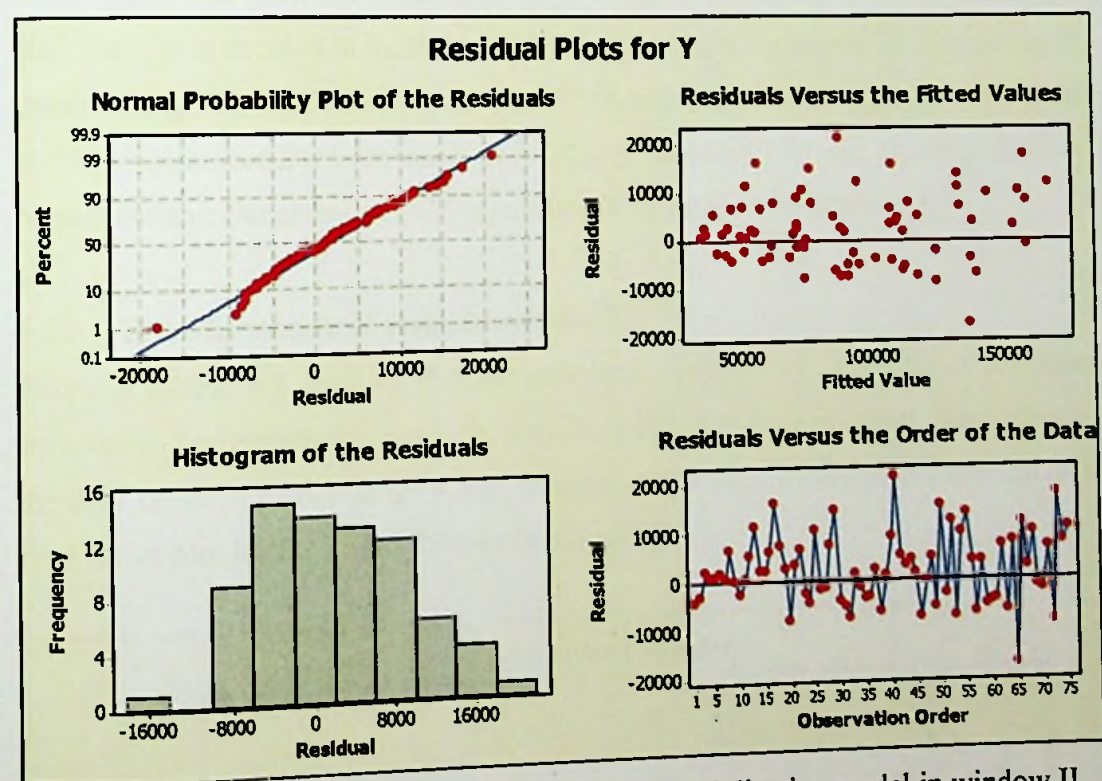 Residual Plots for Y
Normal Probability Plot of the Residuals
99.9
99
90
50
10
1
0.1
Percent
-20000 -10000 0 10000 20000
Residual
Residuals Versus the Fitted Values
20000
10000
0
-10000
-20000
Residual
50000 100000 150000
Fitted Value
Histogram of the Residuals
16
12
8
4
0
Frequency
-16000 -8000 0 8000 16000
Residual
Residuals Versus the Order of the Data
20000
10000
0
-10000
-20000
Residual
1 5 10 15 20 25 30 35 40 45 50 55 60 65 70 75
Observation Order
model in window II